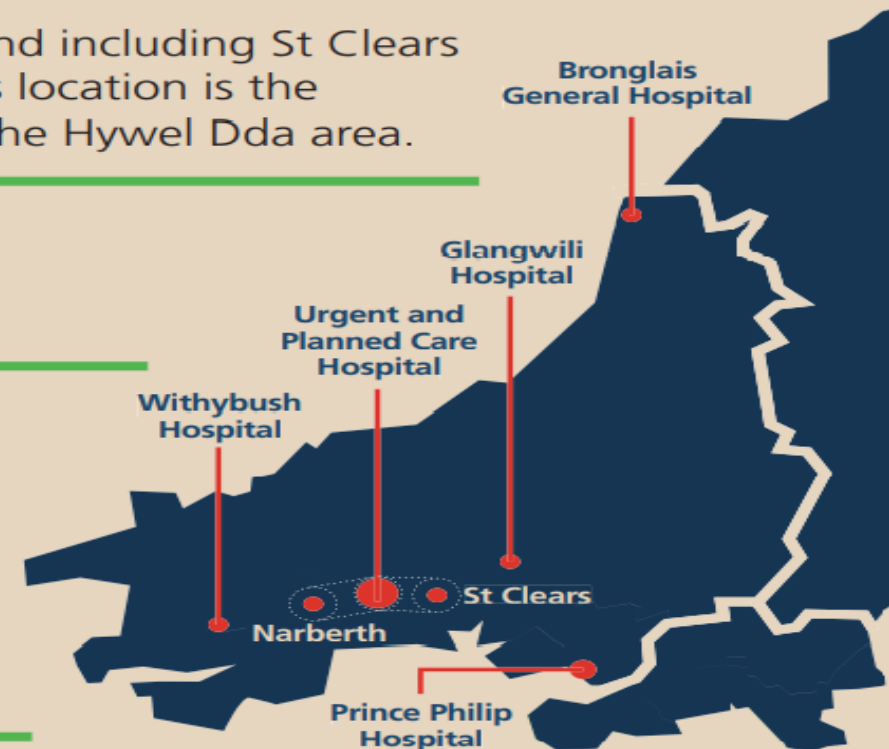 nd including St Clears
s location is the
he Hywel Dda area.
Bronglais
General Hospital
Glangwili
Hospital
Urgent and
Planned Care
Hospital
Withybush
Hospital
St Clears
Narberth
Prince Philip
Hospital